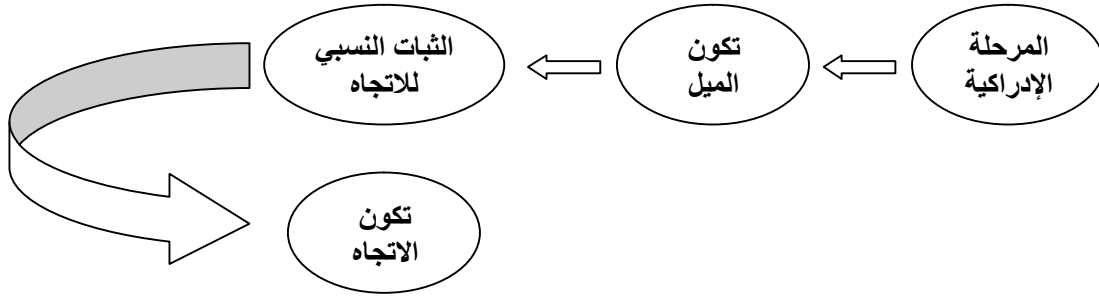 المرحلة
الإدراكية
تكون
الميل
الثبات النسبي
للاتجاه
تكون
الاتجاه